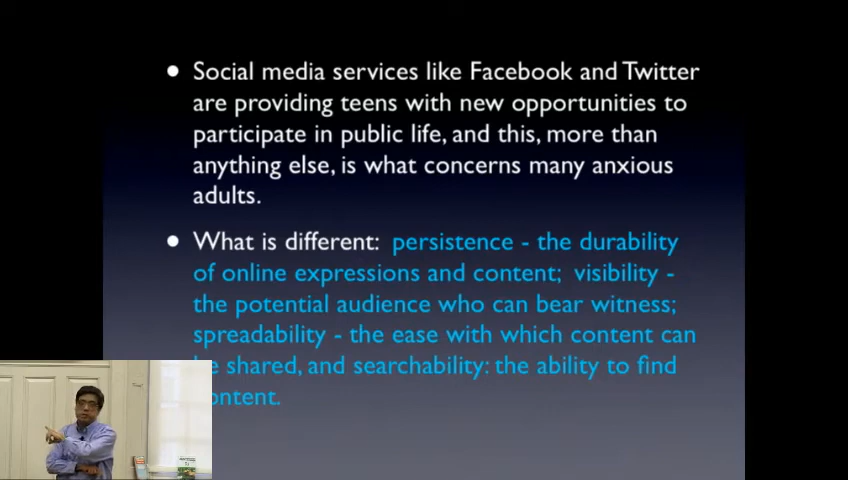 Social media services like Facebook and Twitter
are providing teens with new opportunities to
participate in public life, and this, more than
anything else, is what concerns many anxious
adults.
What is different: persistence - the durability
of online expressions and content; visibility -
the potential audience who can bear witness;
spreadability - the ease with which content can
shared, and searchability: the ability to find